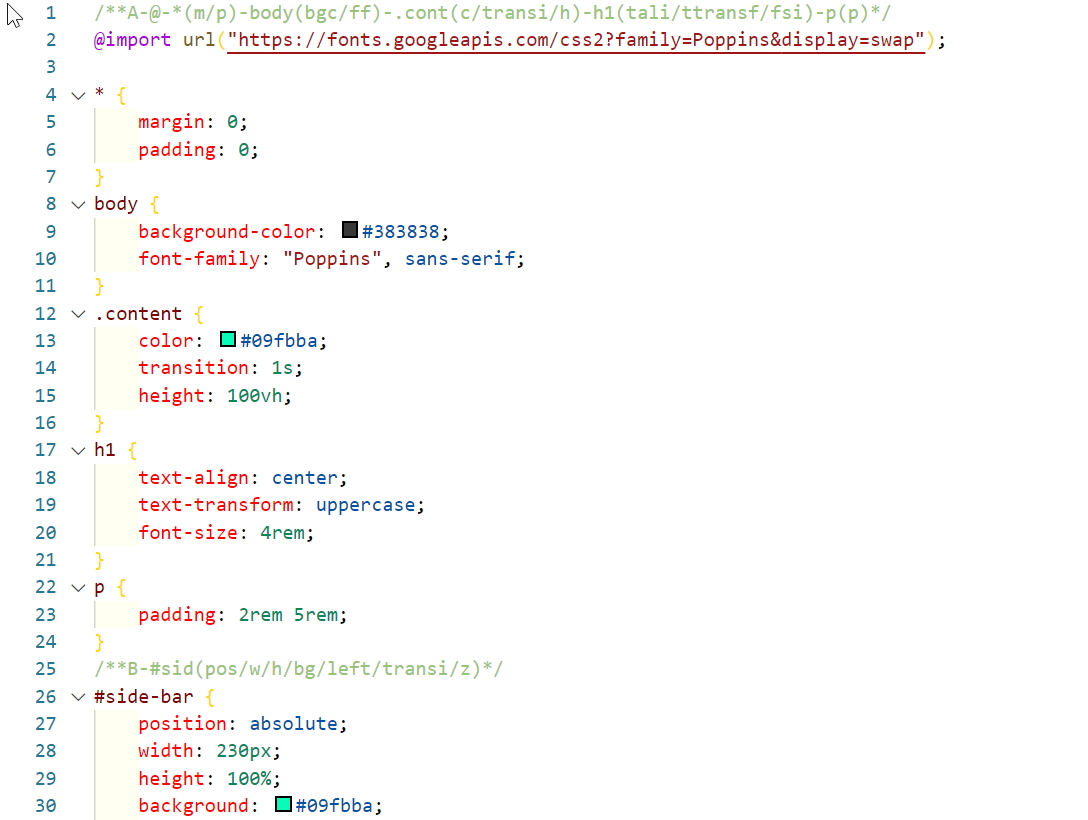 1 /**A-@-*(m/p)-body(bgc/ff)-.cont(c/transi/h)-h1(tali/ttransf/fsi)-p(p)*/
2 @import url("https://fonts.googleapis.com/css2?family=Poppins&display=swap");
3
4 * {
5 margin: 0;
6 padding: 0;
7 }
8 body {
9 background-color: #383838;
10 font-family: "Poppins", sans-serif;
11 }
12 .content {
13 color: #09fbba;
14 transition: 1s;
15 height: 100vh;
16 }
17 h1 {
18 text-align: center;
19 text-transform: uppercase;
20 font-size: 4rem;
21 }
22 p {
23 padding: 2rem 5rem;
24 }
25 /**B-#sid(pos/w/h/bg/left/transi/z)*/
26 #side-bar {
27 position: absolute;
28 width: 230px;
29 height: 100%;
30 background: #09fbba;